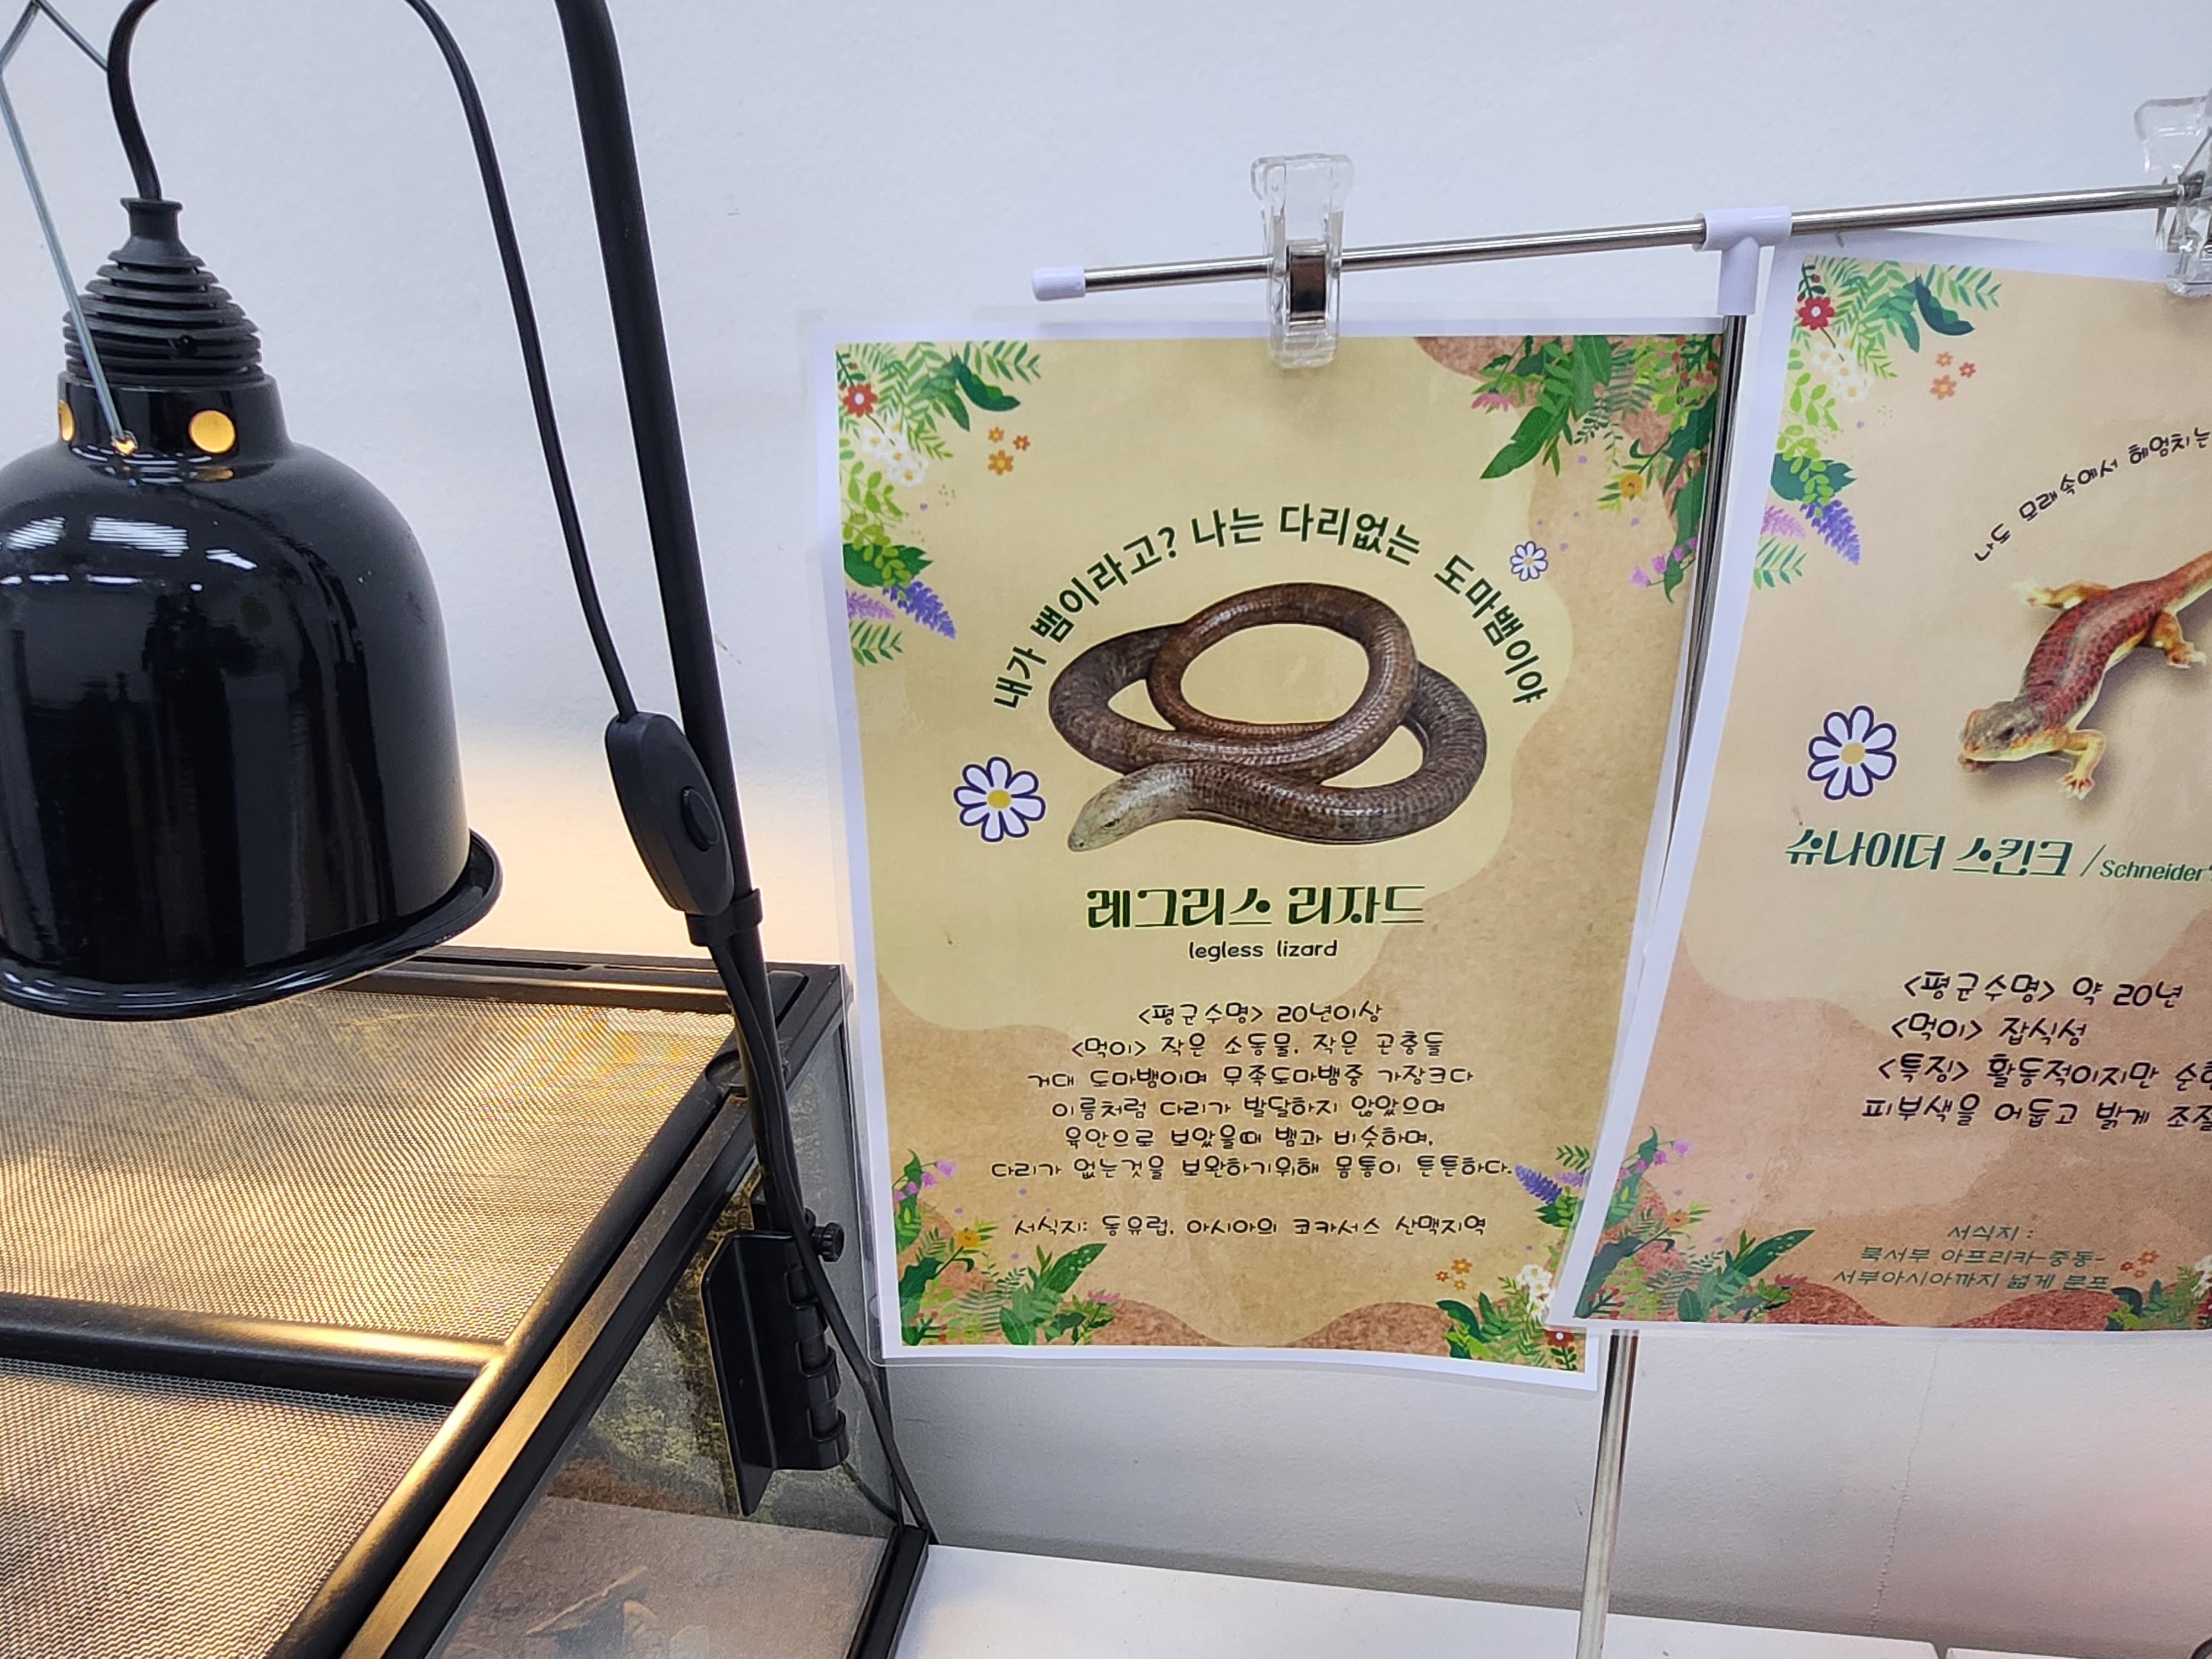 내가 뱀이라고? 나는 다리없는 도마뱀이야
레그리스 리자드
legless lizard
<평균수명> 20년이상
<먹이> 작은 소동물, 작은 곤충들
거대 도마뱀이며 무족도마뱀중 가장크다
이름처럼 다리가 발달하지 않았으며
육안으로 보았을때 뱀과 비슷하며,
다리가 없는것을 보완하기위해 몸통이 튼튼하다.
서식지: 동유럽, 아시아의 코카서스 산맥지역
난 모래속에서 헤엄치는
슈나이더 스킨크 / Schneider's
<평균수명> 약 20년
<먹이> 잡식성
<특징> 활동적이지만
피부색을 어둡고 밝게
서식지 :
북서부 아프리카-중동-
서부아시아까지 넓게 분포